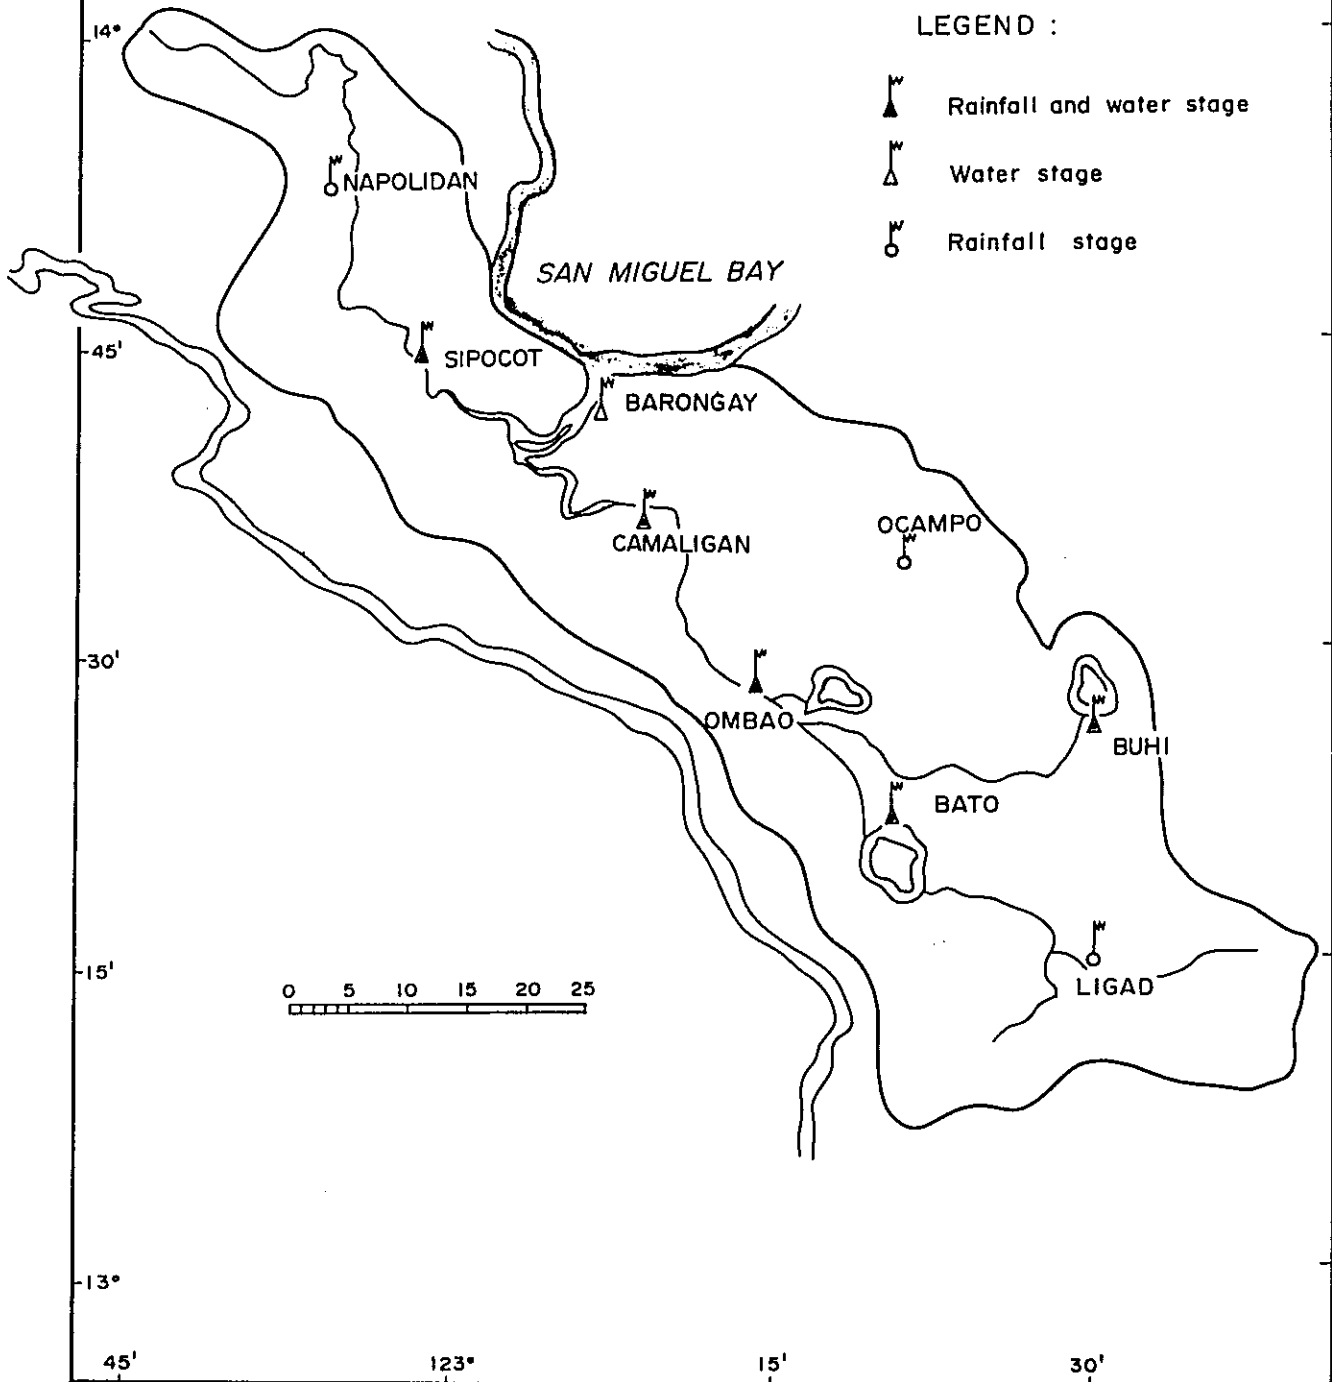 14°
LEGEND :
Rainfall and water stage
Water stage
Rainfall stage
NAPOLIDAN
SAN MIGUEL BAY
45'
SIPOCOT
BARONGAY
OCAMPO
CAMALIGAN
30'
OMBAO
BUHI
BATO
15'
LIGAD
0 5 10 15 20 25
13°
45' 123° 15' 30'